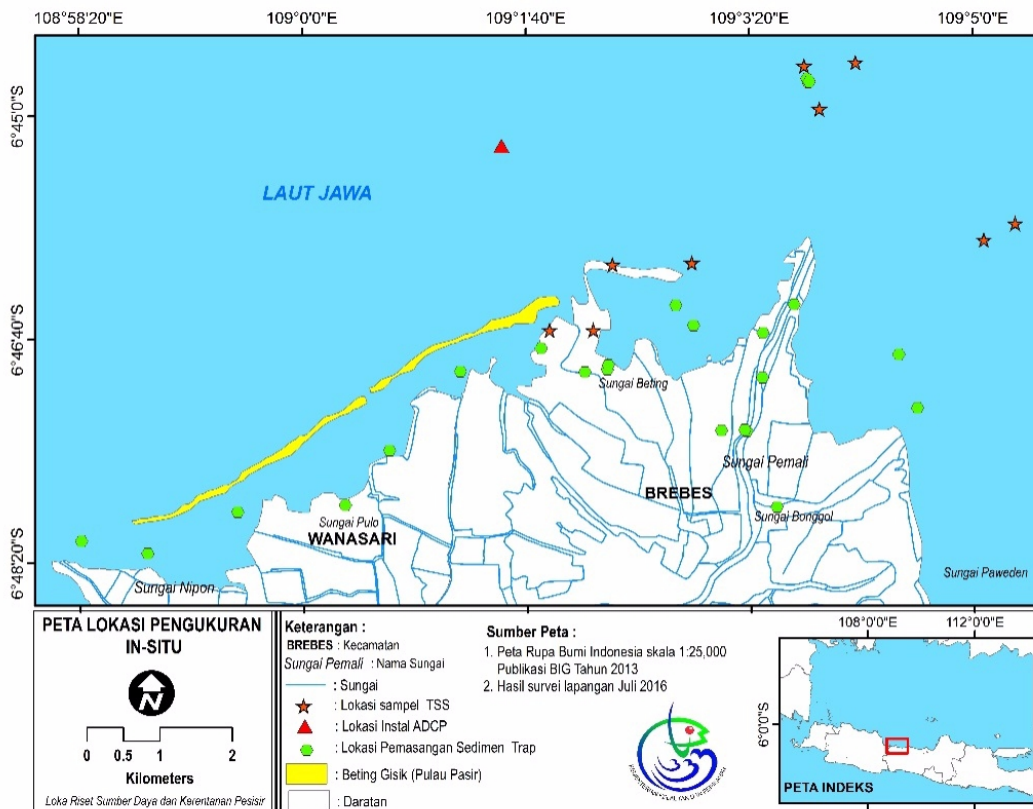 108°58'20"E 109°0'0"E 109°1'40"E 109°3'20"E 109°5'0"E
6°45'0"S
LAUT JAWA
6°46'40"S
Sungai Beting
Sungai Pemali
BREBES
Sungai Pulo
Sungai Bonggol
WANASARI
6°48'20"S
Sungai Nipon
Sungai Paweden
PETA LOKASI PENGUKURAN
IN-SITU
N
0 0.5 1 2
Kilometers
Loka Riset Sumber Daya dan Kerentanan Pesisir
Keterangan :
BREBES : Kecamatan
Sungai Pemali : Nama Sungai
: Sungai
: Lokasi sampel TSS
: Lokasi Instal ADCP
: Lokasi Pemasangan Sedimen Trap
: Beting Gisik (Pulau Pasir)
: Daratan
Sumber Peta :
1. Peta Rupa Bumi Indonesia skala 1:25,000
Publikasi BIG Tahun 2013
2. Hasil survei lapangan Juli 2016
108°0'0"E 112°0'0"E
6°0'0"S
PETA INDEKS